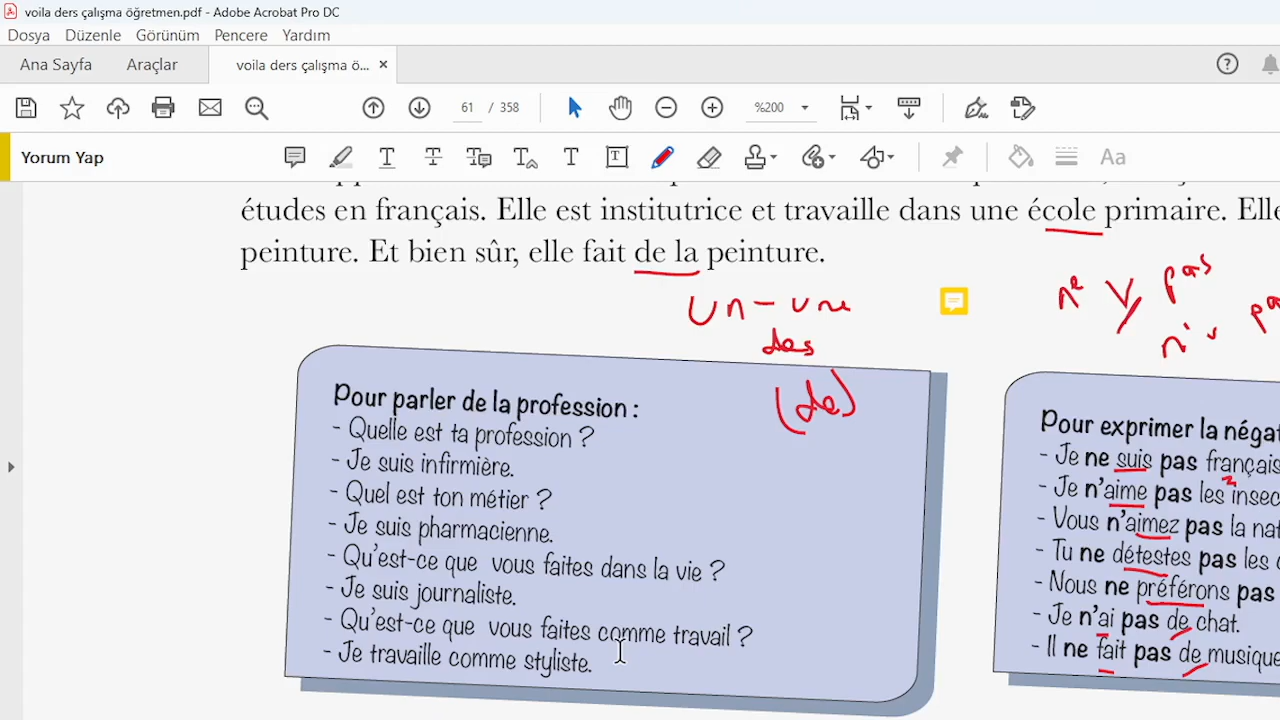 voila ders çalışma öğretmen.pdf - Adobe Acrobat Pro DC
Dosya Düzenle Görünüm Pencere Yardım
Ana Sayfa Araçlar voila ders çalışma ö... ×
61 / 358 %200
Yorum Yap
études en français. Elle est institutrice et travaille dans une école primaire. Elle
peinture. Et bien sûr, elle fait de la peinture.
un - une
des
(de)
ne V pas
n' v pas
Pour parler de la profession :
- Quelle est ta profession ?
- Je suis infirmière.
- Quel est ton métier ?
- Je suis pharmacienne.
- Qu'est-ce que vous faites dans la vie ?
- Je suis journaliste.
- Qu'est-ce que vous faites comme travail ?
- Je travaille comme styliste.
Pour exprimer la négat
- Je ne suis pas français
- Je n'aime pas les insec
- Vous n'aimez pas la nat
- Tu ne détestes pas les
- Nous ne préférons pas
- Je n'ai pas de chat.
- Il ne fait pas de musique